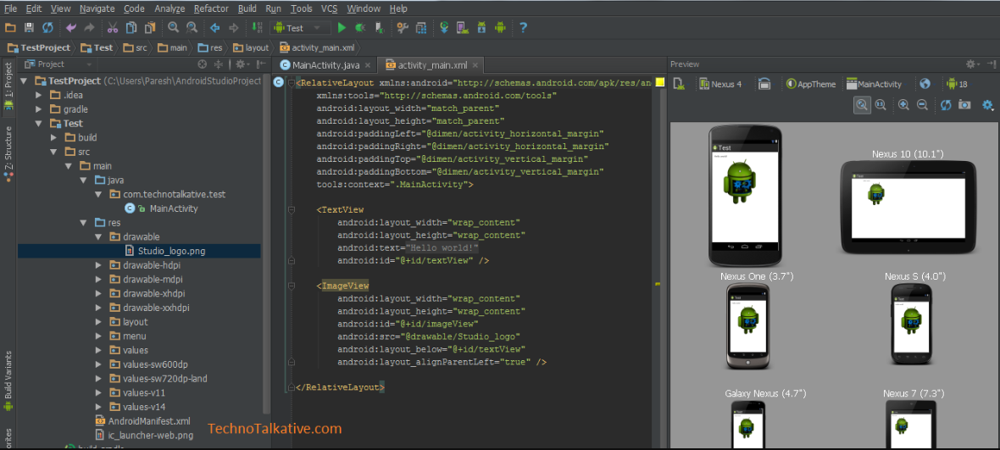 File Edit View Navigate Code Analyze Refactor Build Run Tools VCS Window Help
Test
TestProject Test src main res layout activity_main.xml
1: Project
Z: Structure
Build Variants
Project
TestProject (C:\Users\Paresh\AndroidStudioProject
.idea
gradle
Test
build
src
main
java
com.technotalkative.test
MainActivity
res
drawable
Studio_logo.png
drawable-hdpi
drawable-mdpi
drawable-xhdpi
drawable-xxhdpi
layout
menu
values
values-sw600dp
values-sw720dp-land
values-v11
values-v14
AndroidManifest.xml
ic_launcher-web.png
TechnoTalkative.com
MainActivity.java activity_main.xml
<RelativeLayout xmlns:android="http://schemas.android.com/apk/res/an
xmlns:tools="http://schemas.android.com/tools"
android:layout_width="match_parent"
android:layout_height="match_parent"
android:paddingLeft="@dimen/activity_horizontal_margin"
android:paddingRight="@dimen/activity_horizontal_margin"
android:paddingTop="@dimen/activity_vertical_margin"
android:paddingBottom="@dimen/activity_vertical_margin"
tools:context=".MainActivity">
<TextView
android:layout_width="wrap_content"
android:layout_height="wrap_content"
android:text="Hello world!"
android:id="@+id/textView" />
<ImageView
android:layout_width="wrap_content"
android:layout_height="wrap_content"
android:id="@+id/imageView"
android:src="@drawable/Studio_logo"
android:layout_below="@+id/textView"
android:layout_alignParentLeft="true" />
</RelativeLayout>
Preview
Nexus 4 AppTheme MainActivity 18
1:1
Test
Hello world!
Nexus 10 (10.1")
Test
Nexus One (3.7") Nexus S (4.0")
Test Test
Galaxy Nexus (4.7") Nexus 7 (7.3")